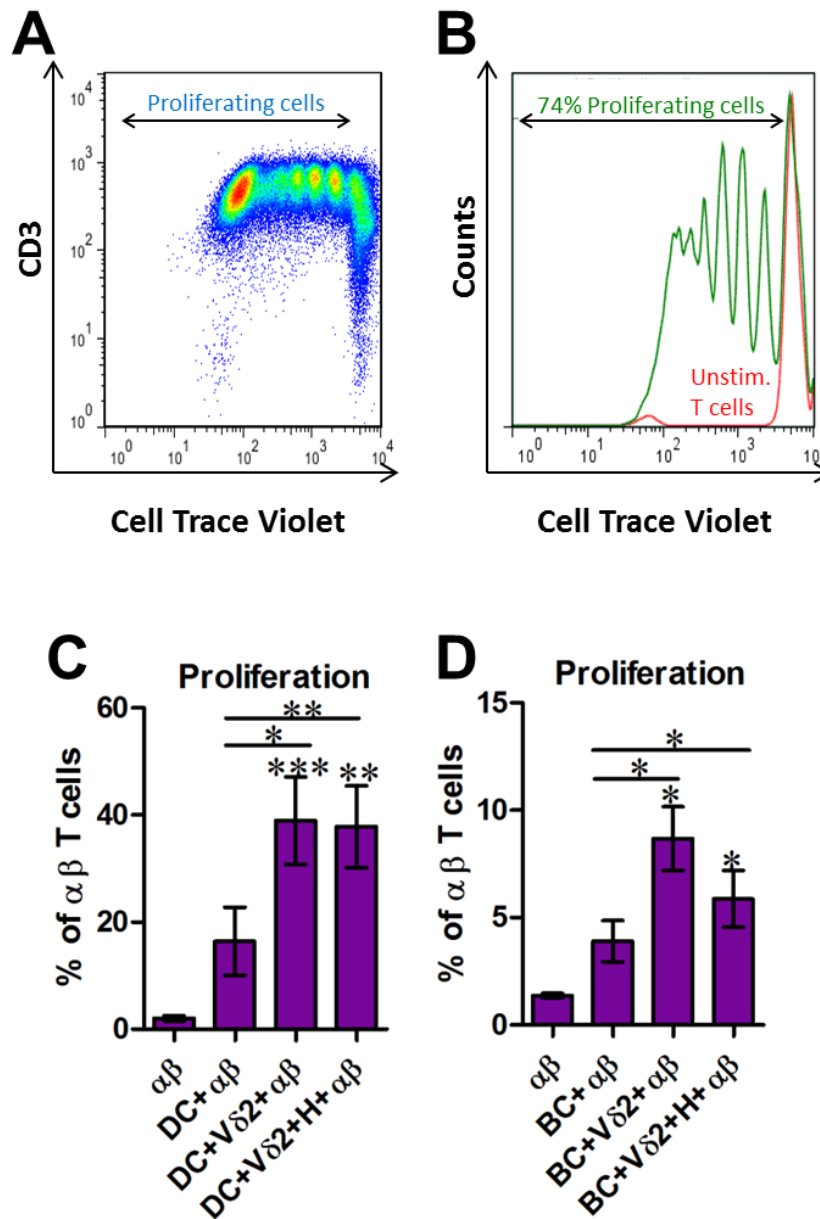 A
Proliferating cells
10^4
10^3
10^2
10^1
10^0
CD3
10^0 10^1 10^2 10^3 10^4
Cell Trace Violet
B
74% Proliferating cells
Counts
Unstim.
T cells
10^0 10^1 10^2 10^3
Cell Trace Violet
C
Proliferation
60
40
20
0
% of αβ T cells
**
*
*** **
αβ
DC+αβ
DC+Vδ2+αβ
DC+Vδ2+H+αβ
D
Proliferation
15
10
5
0
% of αβ T cells
*
*
*
*
αβ
BC+αβ
BC+Vδ2+αβ
BC+Vδ2+H+αβ